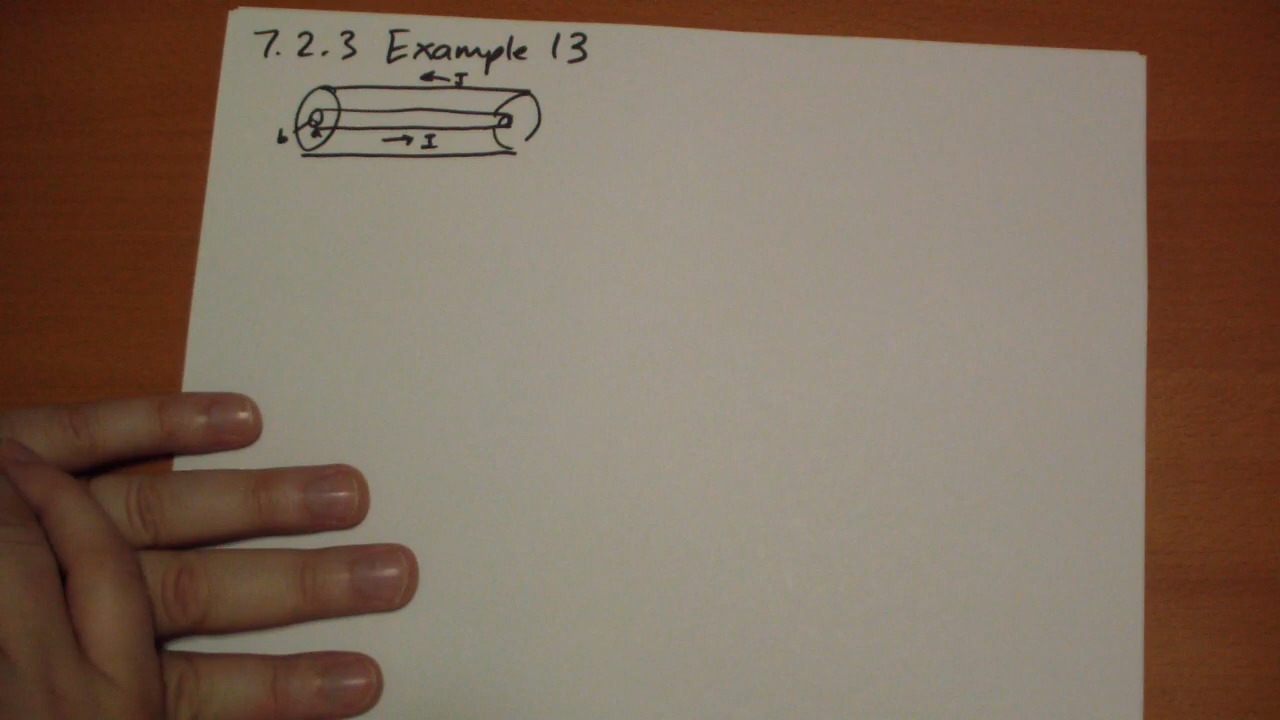 7.2.3 Example 13
← I
b a
→ I